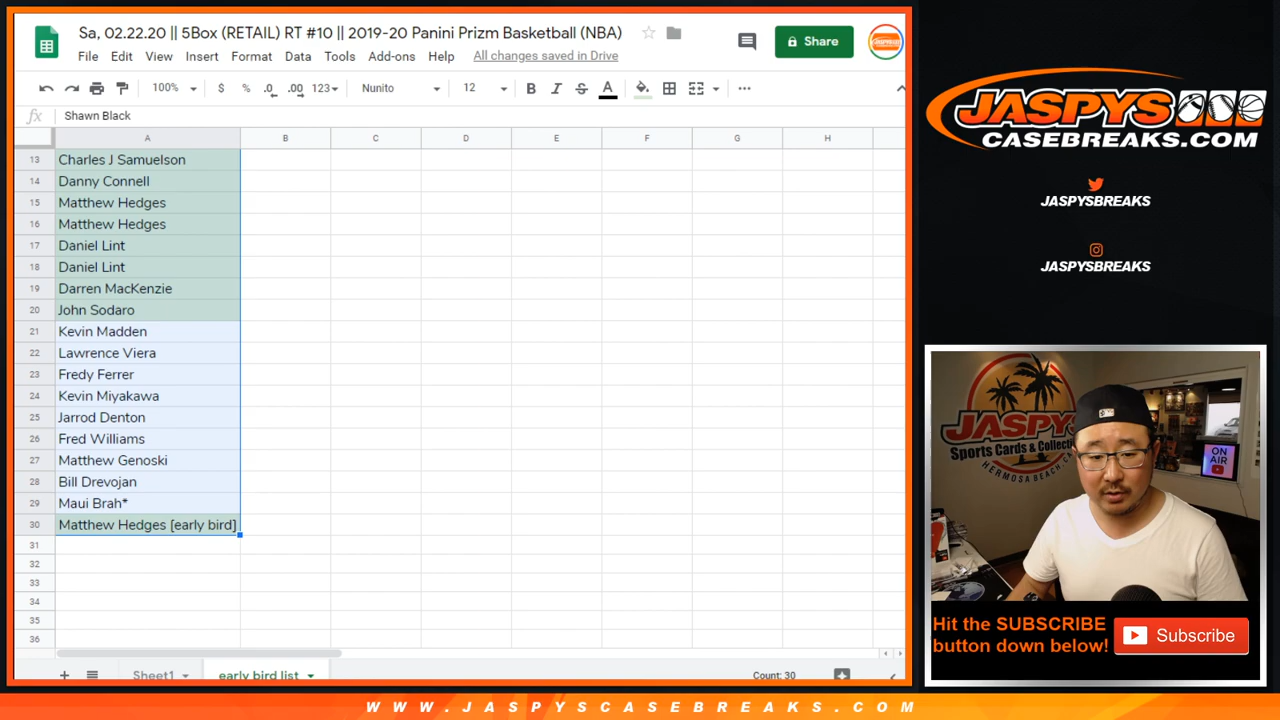 Sa, 02.22.20 || 5Box (RETAIL) RT #10 || 2019-20 Panini Prizm Basketball (NBA)
File Edit View Insert Format Data Tools Add-ons Help All changes saved in Drive
Share
100% $ % .0 .00 123 Nunito 12 B I S A
fx Shawn Black
A B C D E F G H
13 Charles J Samuelson
14 Danny Connell
15 Matthew Hedges
16 Matthew Hedges
17 Daniel Lint
18 Daniel Lint
19 Darren MacKenzie
20 John Sodaro
21 Kevin Madden
22 Lawrence Viera
23 Fredy Ferrer
24 Kevin Miyakawa
25 Jarrod Denton
26 Fred Williams
27 Matthew Genoski
28 Bill Drevojan
29 Maui Brah*
30 Matthew Hedges [early bird]
31
32
33
34
35
36
Sheet1 early bird list Count: 30
JASPYS
CASEBREAKS.COM
JASPYSBREAKS
JASPYSBREAKS
JASPYS
Sports Cards & Collecti
HERMOSA BEACH, CA
ON AIR
Hit the SUBSCRIBE
button down below!
Subscribe
WWW.JASPYSCASEBREAKS.COM